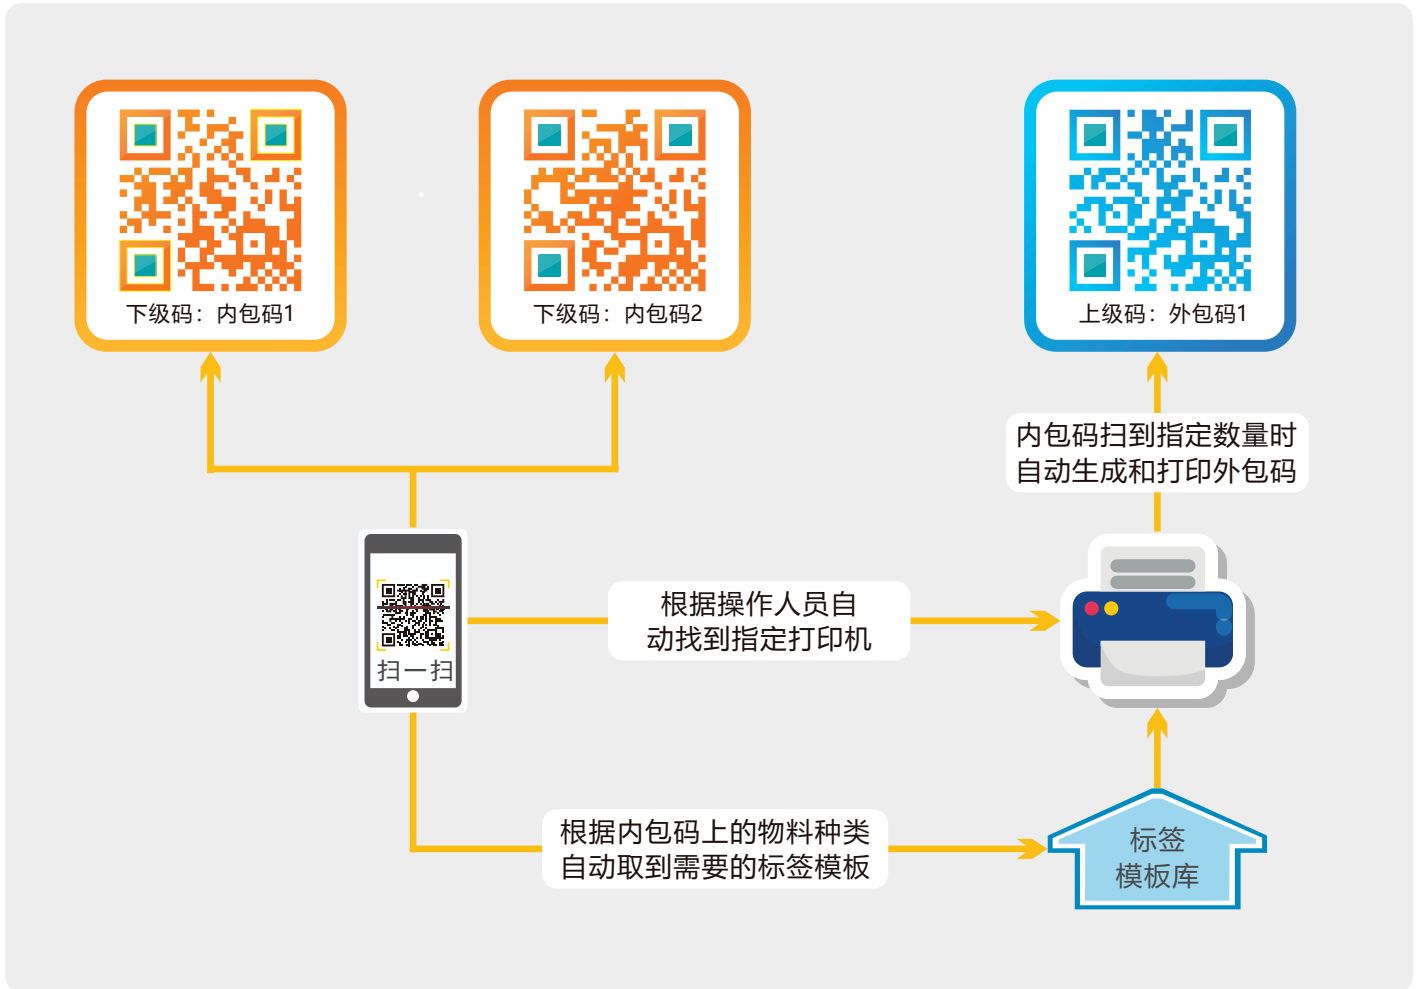 下级码：内包码1
下级码：内包码2
上级码：外包码1
内包码扫到指定数量时
自动生成和打印外包码
扫一扫
根据操作人员自
动找到指定打印机
根据内包码上的物料种类
自动取到需要的标签模板
标签
模板库